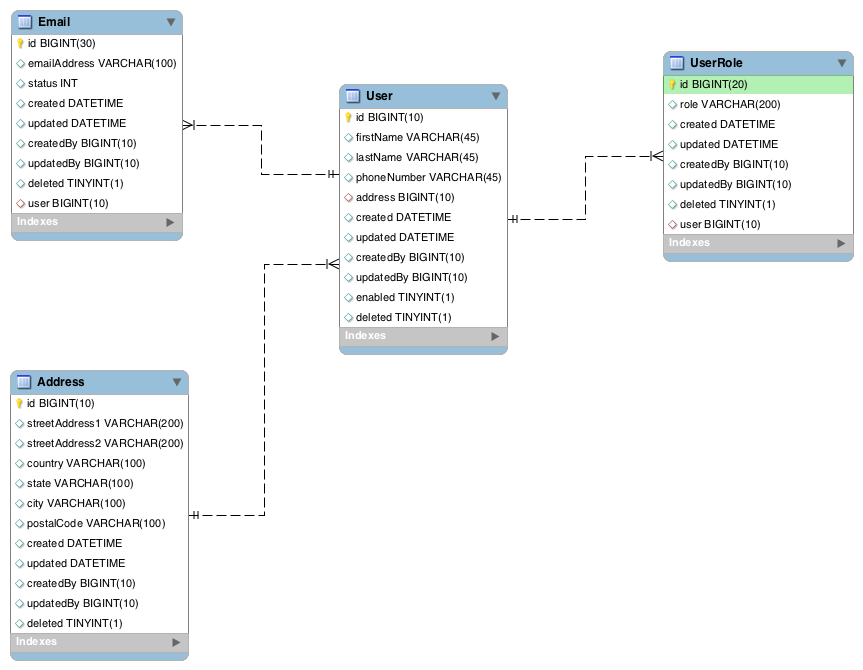 Email
id BIGINT(30)
emailAddress VARCHAR(100)
status INT
created DATETIME
updated DATETIME
createdBy BIGINT(10)
updatedBy BIGINT(10)
deleted TINYINT(1)
user BIGINT(10)
Indexes
User
id BIGINT(10)
firstName VARCHAR(45)
lastName VARCHAR(45)
phoneNumber VARCHAR(45)
address BIGINT(10)
created DATETIME
updated DATETIME
createdBy BIGINT(10)
updatedBy BIGINT(10)
enabled TINYINT(1)
deleted TINYINT(1)
Indexes
UserRole
id BIGINT(20)
role VARCHAR(200)
created DATETIME
updated DATETIME
createdBy BIGINT(10)
updatedBy BIGINT(10)
deleted TINYINT(1)
user BIGINT(10)
Indexes
Address
id BIGINT(10)
streetAddress1 VARCHAR(200)
streetAddress2 VARCHAR(200)
country VARCHAR(100)
state VARCHAR(100)
city VARCHAR(100)
postalCode VARCHAR(100)
created DATETIME
updated DATETIME
createdBy BIGINT(10)
updatedBy BIGINT(10)
deleted TINYINT(1)
Indexes